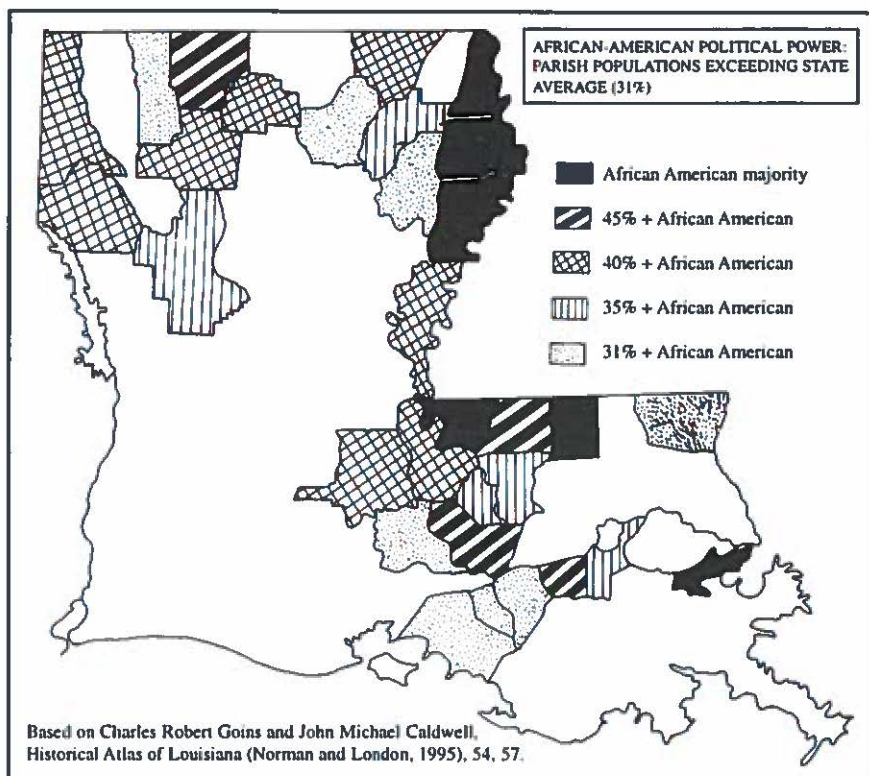 AFRICAN-AMERICAN POLITICAL POWER:
PARISH POPULATIONS EXCEEDING STATE
AVERAGE (31%)
African American majority
45% + African American
40% + African American
35% + African American
31% + African American
Based on Charles Robert Goins and John Michael Caldwell,
Historical Atlas of Louisiana (Norman and London, 1995), 54, 57.